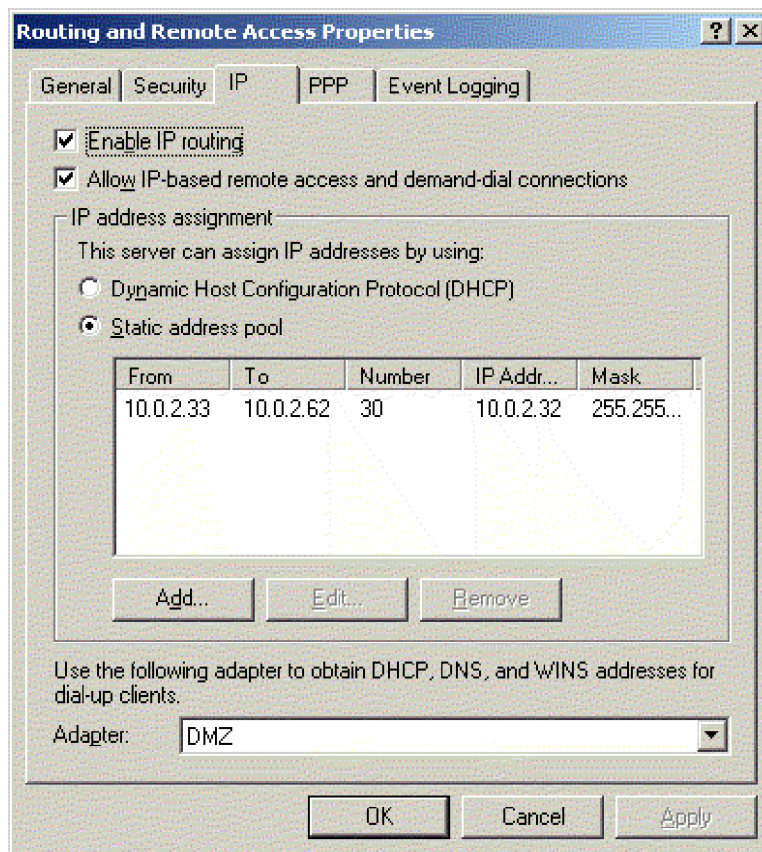 Routing and Remote Access Properties
General Security IP PPP Event Logging
Enable IP routing
Allow IP-based remote access and demand-dial connections
IP address assignment
This server can assign IP addresses by using:
Dynamic Host Configuration Protocol (DHCP)
Static address pool
From To Number IP Addr... Mask
10.0.2.33 10.0.2.62 30 10.0.2.32 255.255...
Add... Edit... Remove
Use the following adapter to obtain DHCP, DNS, and WINS addresses for
dial-up clients.
Adapter: DMZ
OK Cancel Apply